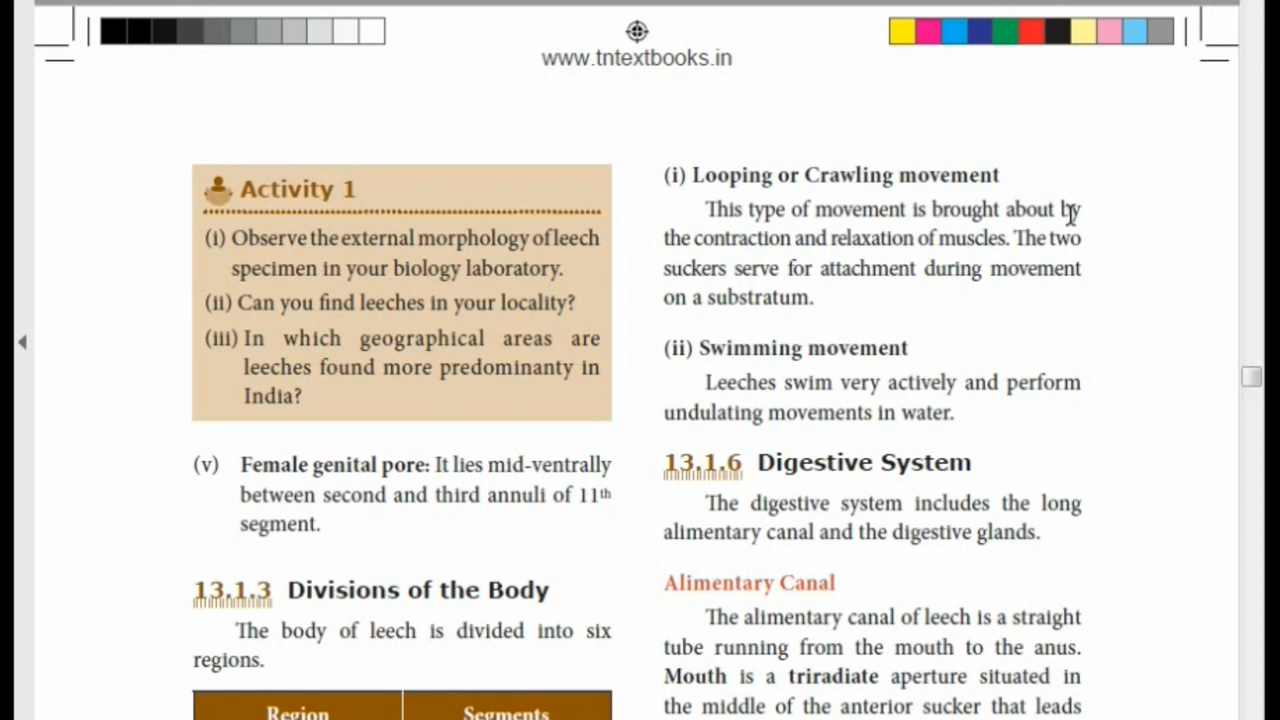 www.tntextbooks.in
Activity 1
(i) Observe the external morphology of leech
specimen in your biology laboratory.
(ii) Can you find leeches in your locality?
(iii) In which geographical areas are
leeches found more predominanty in
India?
(v) Female genital pore: It lies mid-ventrally
between second and third annuli of 11th
segment.
13.1.3 Divisions of the Body
The body of leech is divided into six
regions.
Region Segments
(i) Looping or Crawling movement
This type of movement is brought about by
the contraction and relaxation of muscles. The two
suckers serve for attachment during movement
on a substratum.
(ii) Swimming movement
Leeches swim very actively and perform
undulating movements in water.
13.1.6 Digestive System
The digestive system includes the long
alimentary canal and the digestive glands.
Alimentary Canal
The alimentary canal of leech is a straight
tube running from the mouth to the anus.
Mouth is a triradiate aperture situated in
the middle of the anterior sucker that leads